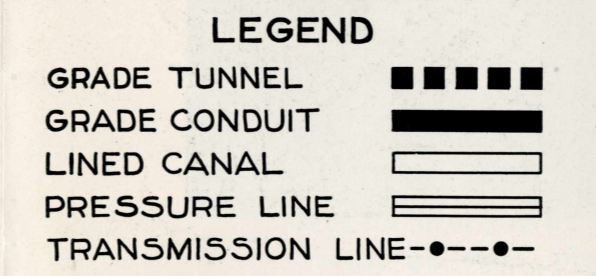 LEGEND
GRADE TUNNEL
GRADE CONDUIT
LINED CANAL
PRESSURE LINE
TRANSMISSION LINE